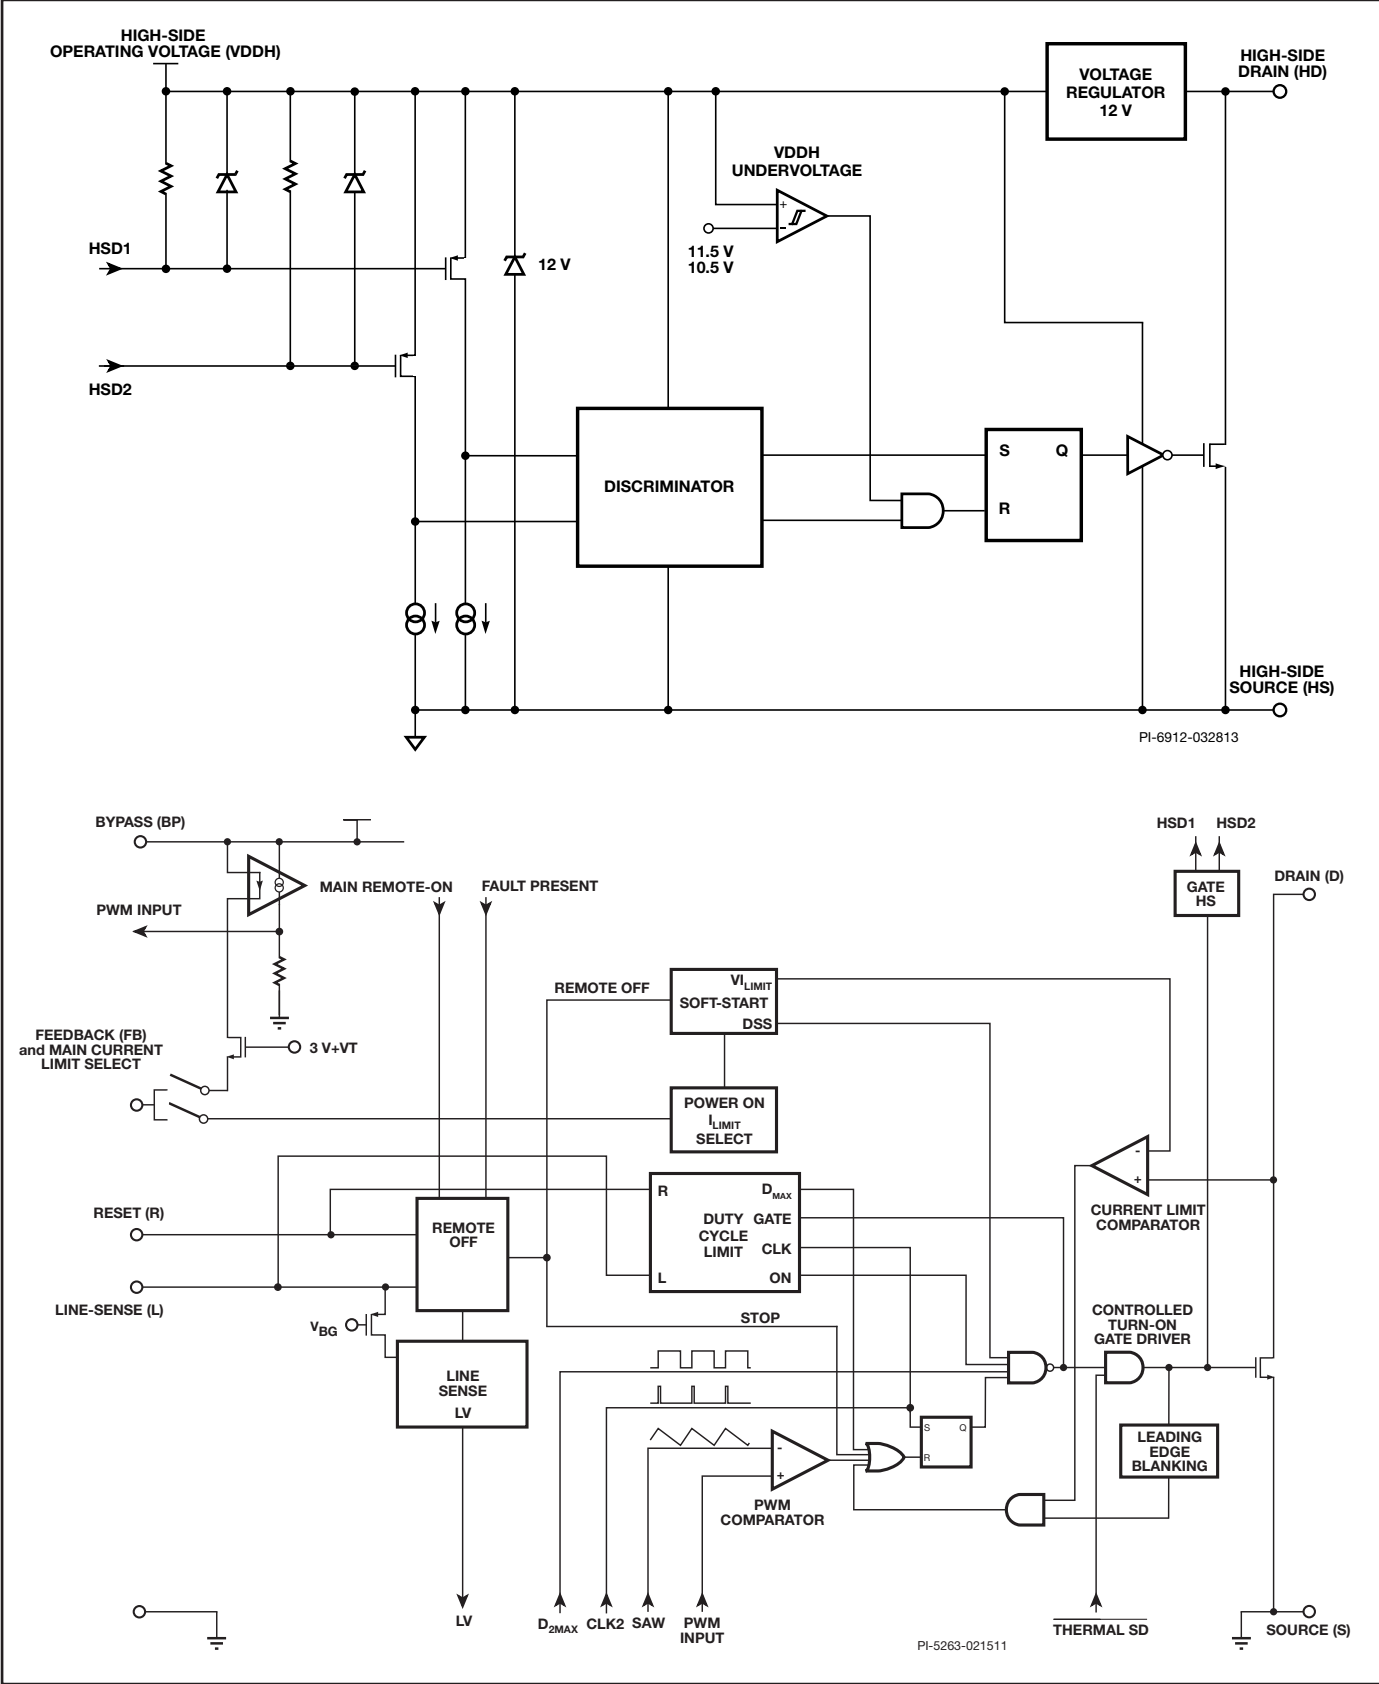 HIGH-SIDE
OPERATING VOLTAGE (VDDH)
VOLTAGE
REGULATOR
12 V
HIGH-SIDE
DRAIN (HD)
VDDH
UNDERVOLTAGE
+
-
11.5 V
10.5 V
HSD1
12 V
HSD2
DISCRIMINATOR
S
Q
R
HIGH-SIDE
SOURCE (HS)
PI-6912-032813
BYPASS (BP)
HSD1
HSD2
MAIN REMOTE-ON
FAULT PRESENT
GATE
HS
DRAIN (D)
PWM INPUT
REMOTE OFF
VILIMIT
SOFT-START
DSS
FEEDBACK (FB)
and MAIN CURRENT
LIMIT SELECT
3 V+VT
POWER ON
ILIMIT
SELECT
-
+
CURRENT LIMIT
COMPARATOR
RESET (R)
REMOTE
OFF
R
DMAX
DUTY
CYCLE
LIMIT
GATE
CLK
L
ON
LINE-SENSE (L)
VBG
STOP
CONTROLLED
TURN-ON
GATE DRIVER
LINE
SENSE
LV
S
Q
R
LEADING
EDGE
BLANKING
-
+
PWM
COMPARATOR
LV
D2MAX
CLK2
SAW
PWM
INPUT
THERMAL SD
SOURCE (S)
PI-5263-021511